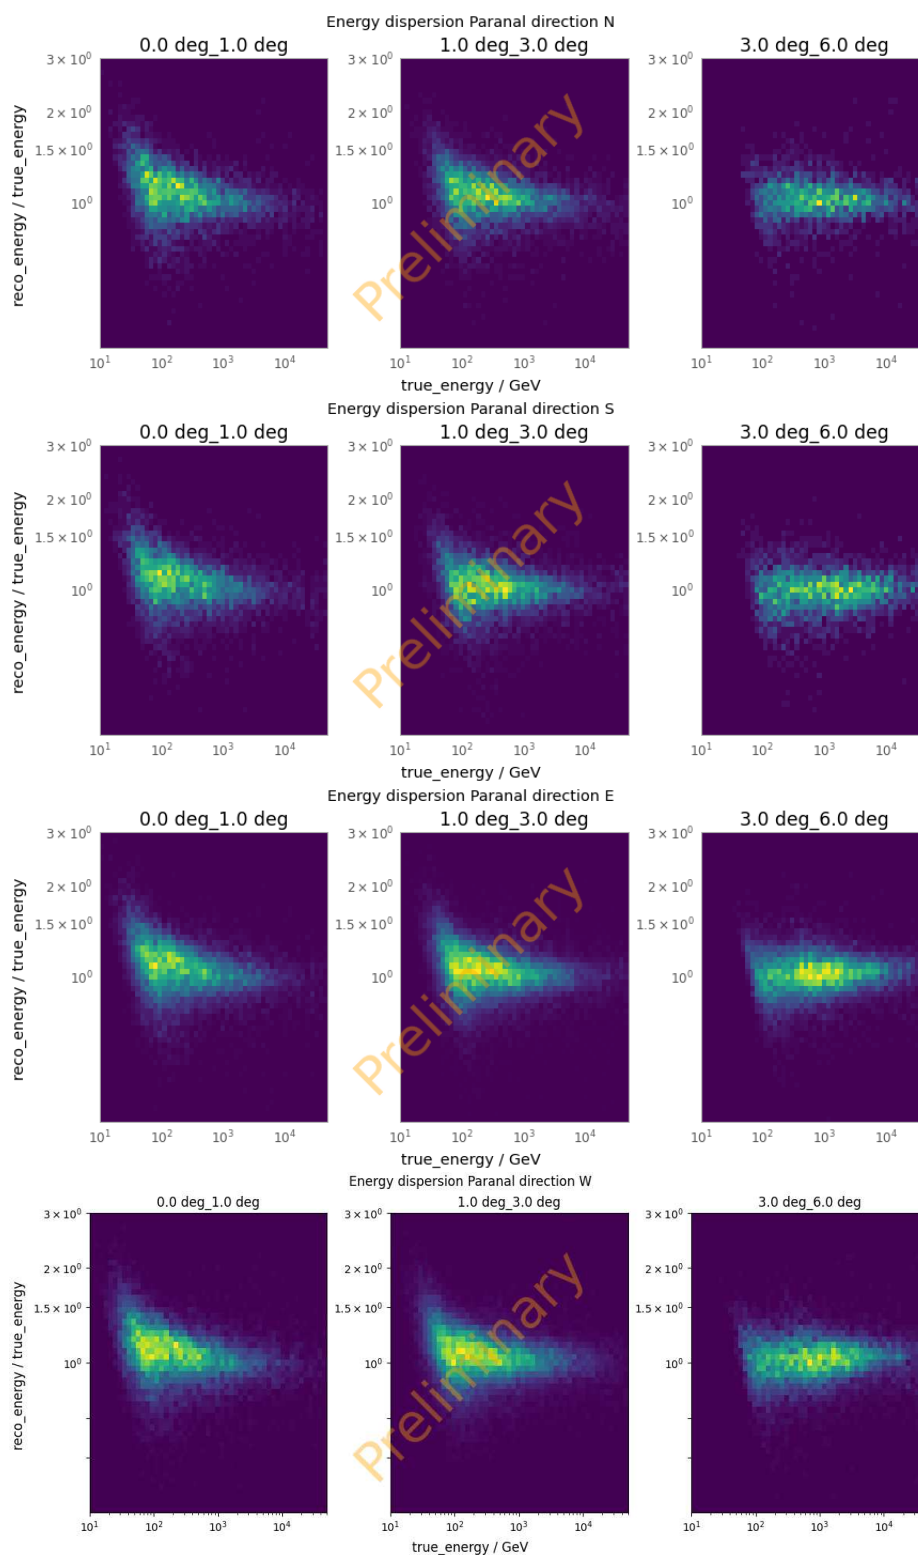 Energy dispersion Paranal direction N
0.0 deg_1.0 deg 1.0 deg_3.0 deg 3.0 deg_6.0 deg
3 × 10⁰ 3 × 10⁰ 3 × 10⁰
2 × 10⁰ 2 × 10⁰ 2 × 10⁰
1.5 × 10⁰ 1.5 × 10⁰ 1.5 × 10⁰
10⁰ 10⁰ 10⁰
reco_energy / true_energy
Preliminary
10¹ 10² 10³ 10⁴ 10¹ 10² 10³ 10⁴ 10¹ 10² 10³ 10⁴
true_energy / GeV
Energy dispersion Paranal direction S
0.0 deg_1.0 deg 1.0 deg_3.0 deg 3.0 deg_6.0 deg
3 × 10⁰ 3 × 10⁰ 3 × 10⁰
2 × 10⁰ 2 × 10⁰ 2 × 10⁰
1.5 × 10⁰ 1.5 × 10⁰ 1.5 × 10⁰
10⁰ 10⁰ 10⁰
reco_energy / true_energy
Preliminary
10¹ 10² 10³ 10⁴ 10¹ 10² 10³ 10⁴ 10¹ 10² 10³ 10⁴
true_energy / GeV
Energy dispersion Paranal direction E
0.0 deg_1.0 deg 1.0 deg_3.0 deg 3.0 deg_6.0 deg
3 × 10⁰ 3 × 10⁰ 3 × 10⁰
2 × 10⁰ 2 × 10⁰ 2 × 10⁰
1.5 × 10⁰ 1.5 × 10⁰ 1.5 × 10⁰
10⁰ 10⁰ 10⁰
reco_energy / true_energy
Preliminary
10¹ 10² 10³ 10⁴ 10¹ 10² 10³ 10⁴ 10¹ 10² 10³ 10⁴
true_energy / GeV
Energy dispersion Paranal direction W
0.0 deg_1.0 deg 1.0 deg_3.0 deg 3.0 deg_6.0 deg
3 × 10⁰ 3 × 10⁰ 3 × 10⁰
2 × 10⁰ 2 × 10⁰ 2 × 10⁰
1.5 × 10⁰ 1.5 × 10⁰ 1.5 × 10⁰
10⁰ 10⁰ 10⁰
reco_energy / true_energy
Preliminary
10¹ 10² 10³ 10⁴ 10¹ 10² 10³ 10⁴ 10¹ 10² 10³ 10⁴
true_energy / GeV